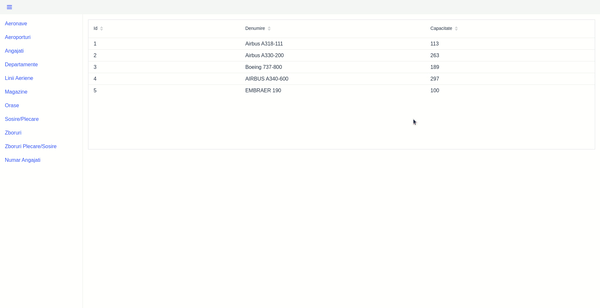 Aeronave
Aeroporturi
Angajati
Departamente
Linii Aeriene
Magazine
Orase
Sosire/Plecare
Zboruri
Zboruri Plecare/Sosire
Numar Angajati
Id Denumire Capacitate
1 Airbus A318-111 113
2 Airbus A330-200 263
3 Boeing 737-800 189
4 AIRBUS A340-600 297
5 EMBRAER 190 100